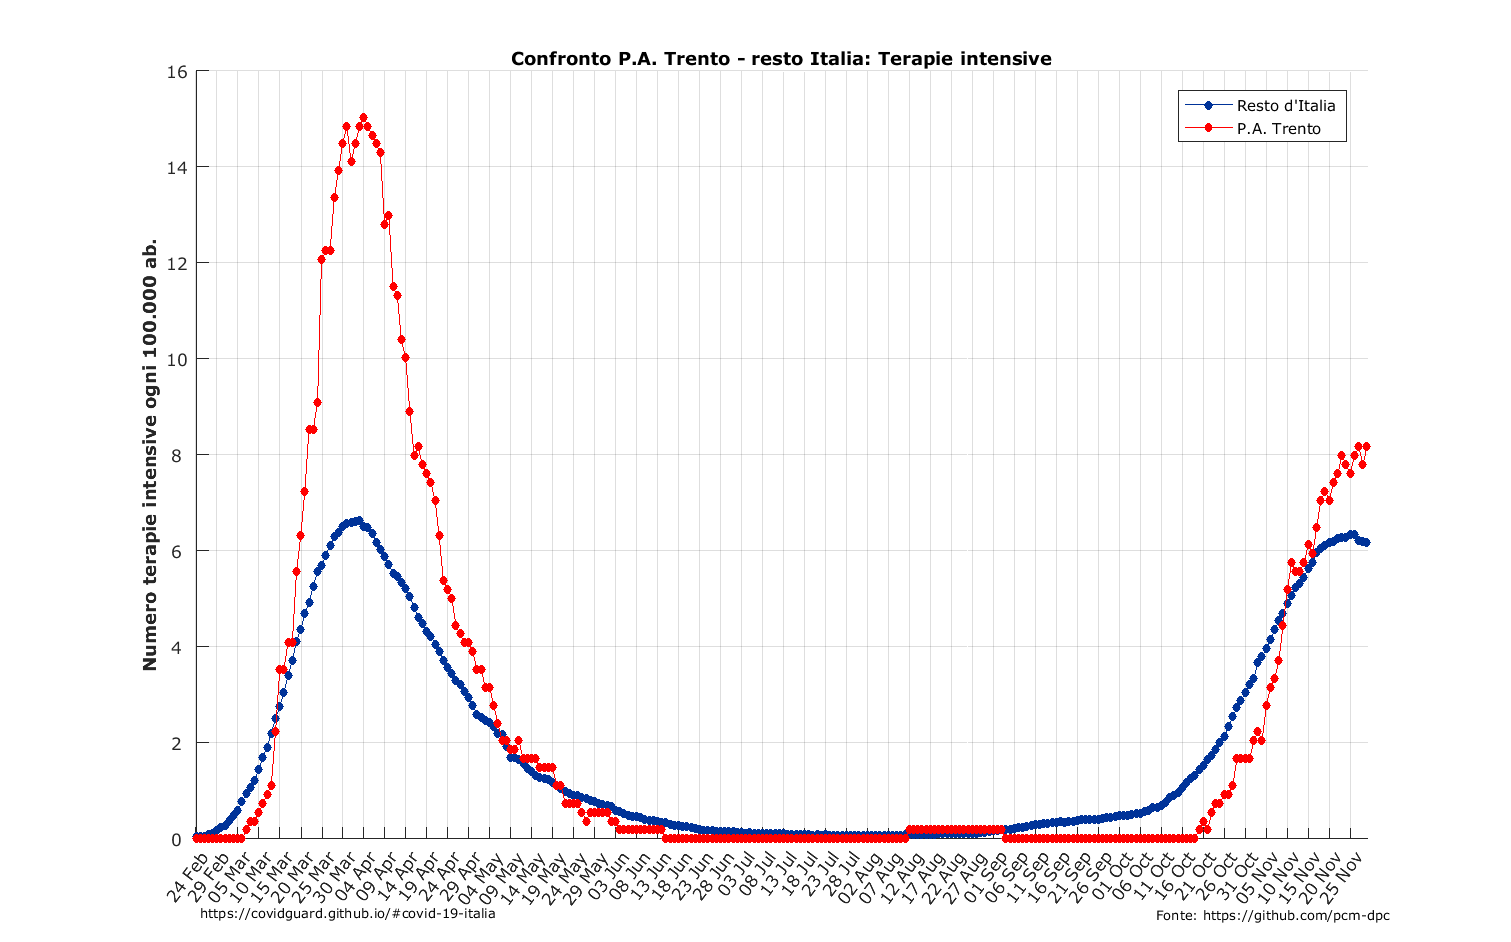 Confronto P.A. Trento - resto Italia: Terapie intensive
Resto d'Italia
P.A. Trento
Numero terapie intensive ogni 100.000 ab.
16
14
12
10
8
6
4
2
0
24 Feb
29 Feb
05 Mar
10 Mar
15 Mar
20 Mar
25 Mar
30 Mar
04 Apr
09 Apr
14 Apr
19 Apr
24 Apr
29 Apr
04 May
09 May
14 May
19 May
24 May
29 May
03 Jun
08 Jun
13 Jun
18 Jun
23 Jun
28 Jun
03 Jul
08 Jul
13 Jul
18 Jul
23 Jul
28 Jul
02 Aug
07 Aug
12 Aug
17 Aug
22 Aug
27 Aug
01 Sep
06 Sep
11 Sep
16 Sep
21 Sep
26 Sep
01 Oct
06 Oct
11 Oct
16 Oct
21 Oct
26 Oct
31 Oct
05 Nov
10 Nov
15 Nov
20 Nov
25 Nov
https://covidguard.github.io/#covid-19-italia
Fonte: https://github.com/pcm-dpc